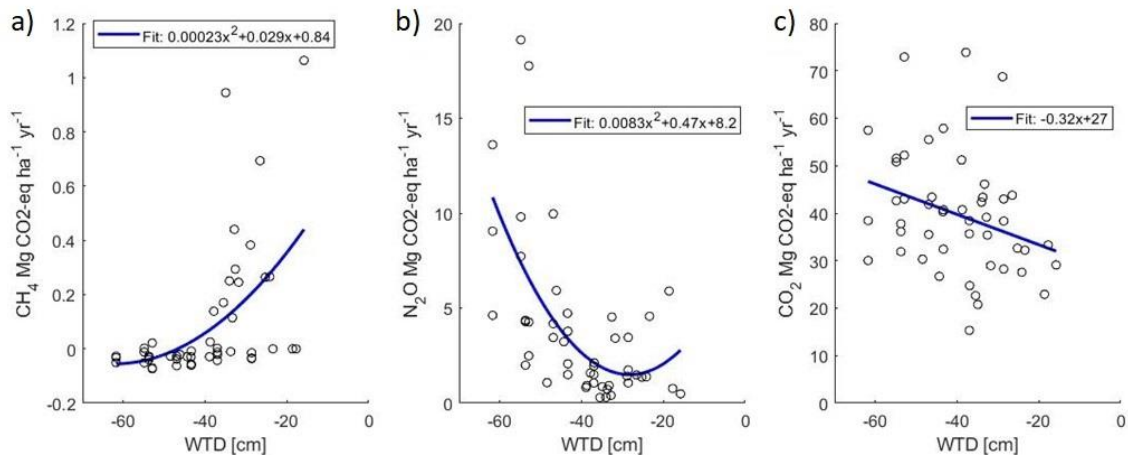 a)
CH₄ Mg CO2-eq ha⁻¹ yr⁻¹
1.2
1
0.8
0.6
0.4
0.2
0
-0.2
Fit: 0.00023x²+0.029x+0.84
-60
-40
-20
0
WTD [cm]
b)
N₂O Mg CO2-eq ha⁻¹ yr⁻¹
20
15
10
5
0
Fit: 0.0083x²+0.47x+8.2
-60
-40
-20
0
WTD [cm]
c)
CO₂ Mg CO2-eq ha⁻¹ yr⁻¹
80
70
60
50
40
30
20
10
0
Fit: -0.32x+27
-60
-40
-20
0
WTD [cm]